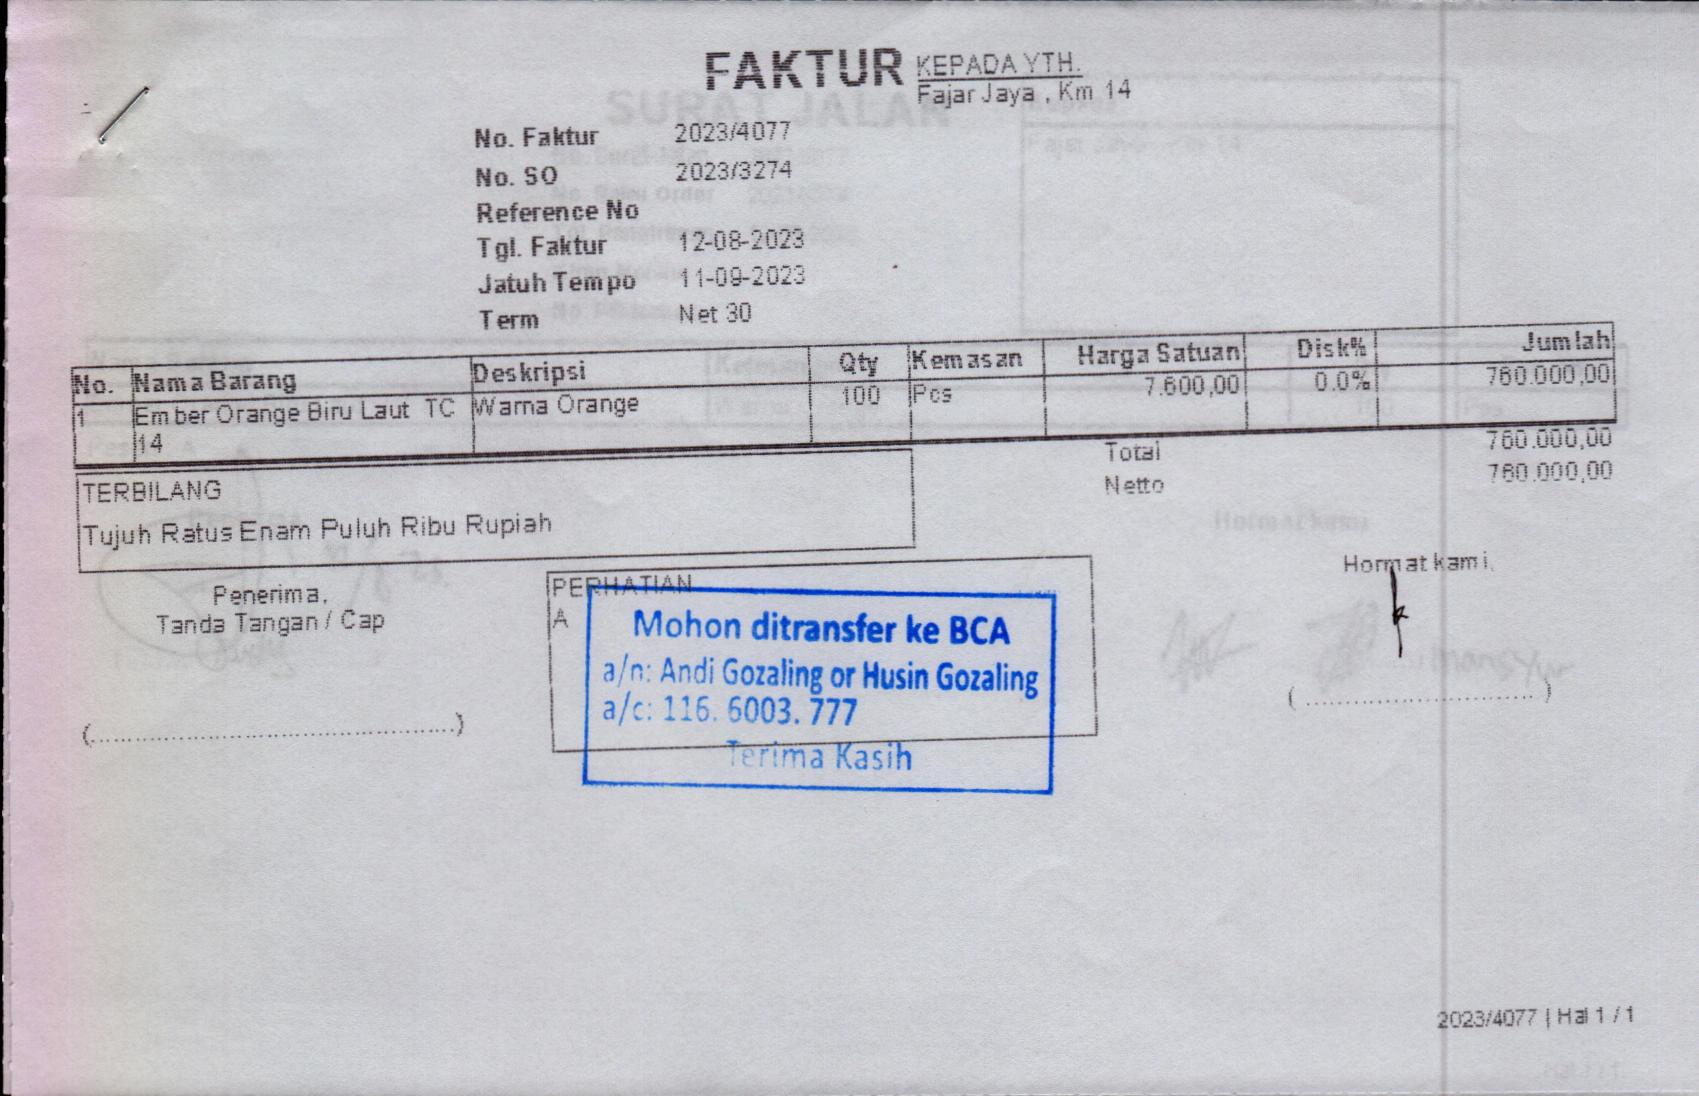 FAKTUR
KEPADA YTH.
Fajar Jaya , Km 14
No. Faktur 2023/4077
No. SO 2023/3274
Reference No
Tgl. Faktur 12-08-2023
Jatuh Tempo 11-09-2023
Term Net 30
No. Nama Barang Deskripsi Qty Kemasan Harga Satuan Disk% Jumlah
1 Ember Orange Biru Laut TC Warna Orange 100 Pcs 7.600,00 0.0% 760.000,00
14
Total 760.000,00
Netto 760.000,00
TERBILANG
Tujuh Ratus Enam Puluh Ribu Rupiah
Penerima,
Tanda Tangan / Cap
(..................................................)
PERHATIAN
A
Mohon ditransfer ke BCA
a/n: Andi Gozaling or Husin Gozaling
a/c: 116. 6003. 777
Terima Kasih
Hormat kami,
( ................................ )
2023/4077 | Hal 1 / 1